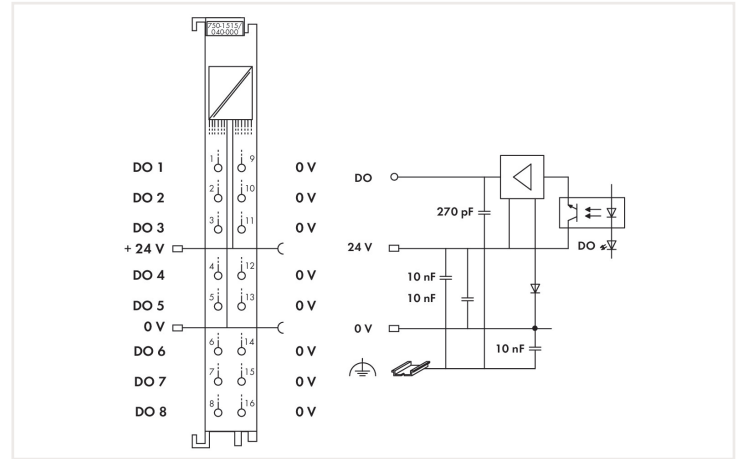 750-1515/
040-000
DO 1 1 9 0 V
DO 2 2 10 0 V
DO 3 3 11 0 V
+ 24 V
DO 4 4 12 0 V
DO 5 5 13 0 V
0 V
DO 6 6 14 0 V
DO 7 7 15 0 V
DO 8 8 16 0 V
DO
270 pF
DO
24 V
10 nF
10 nF
0 V
10 nF